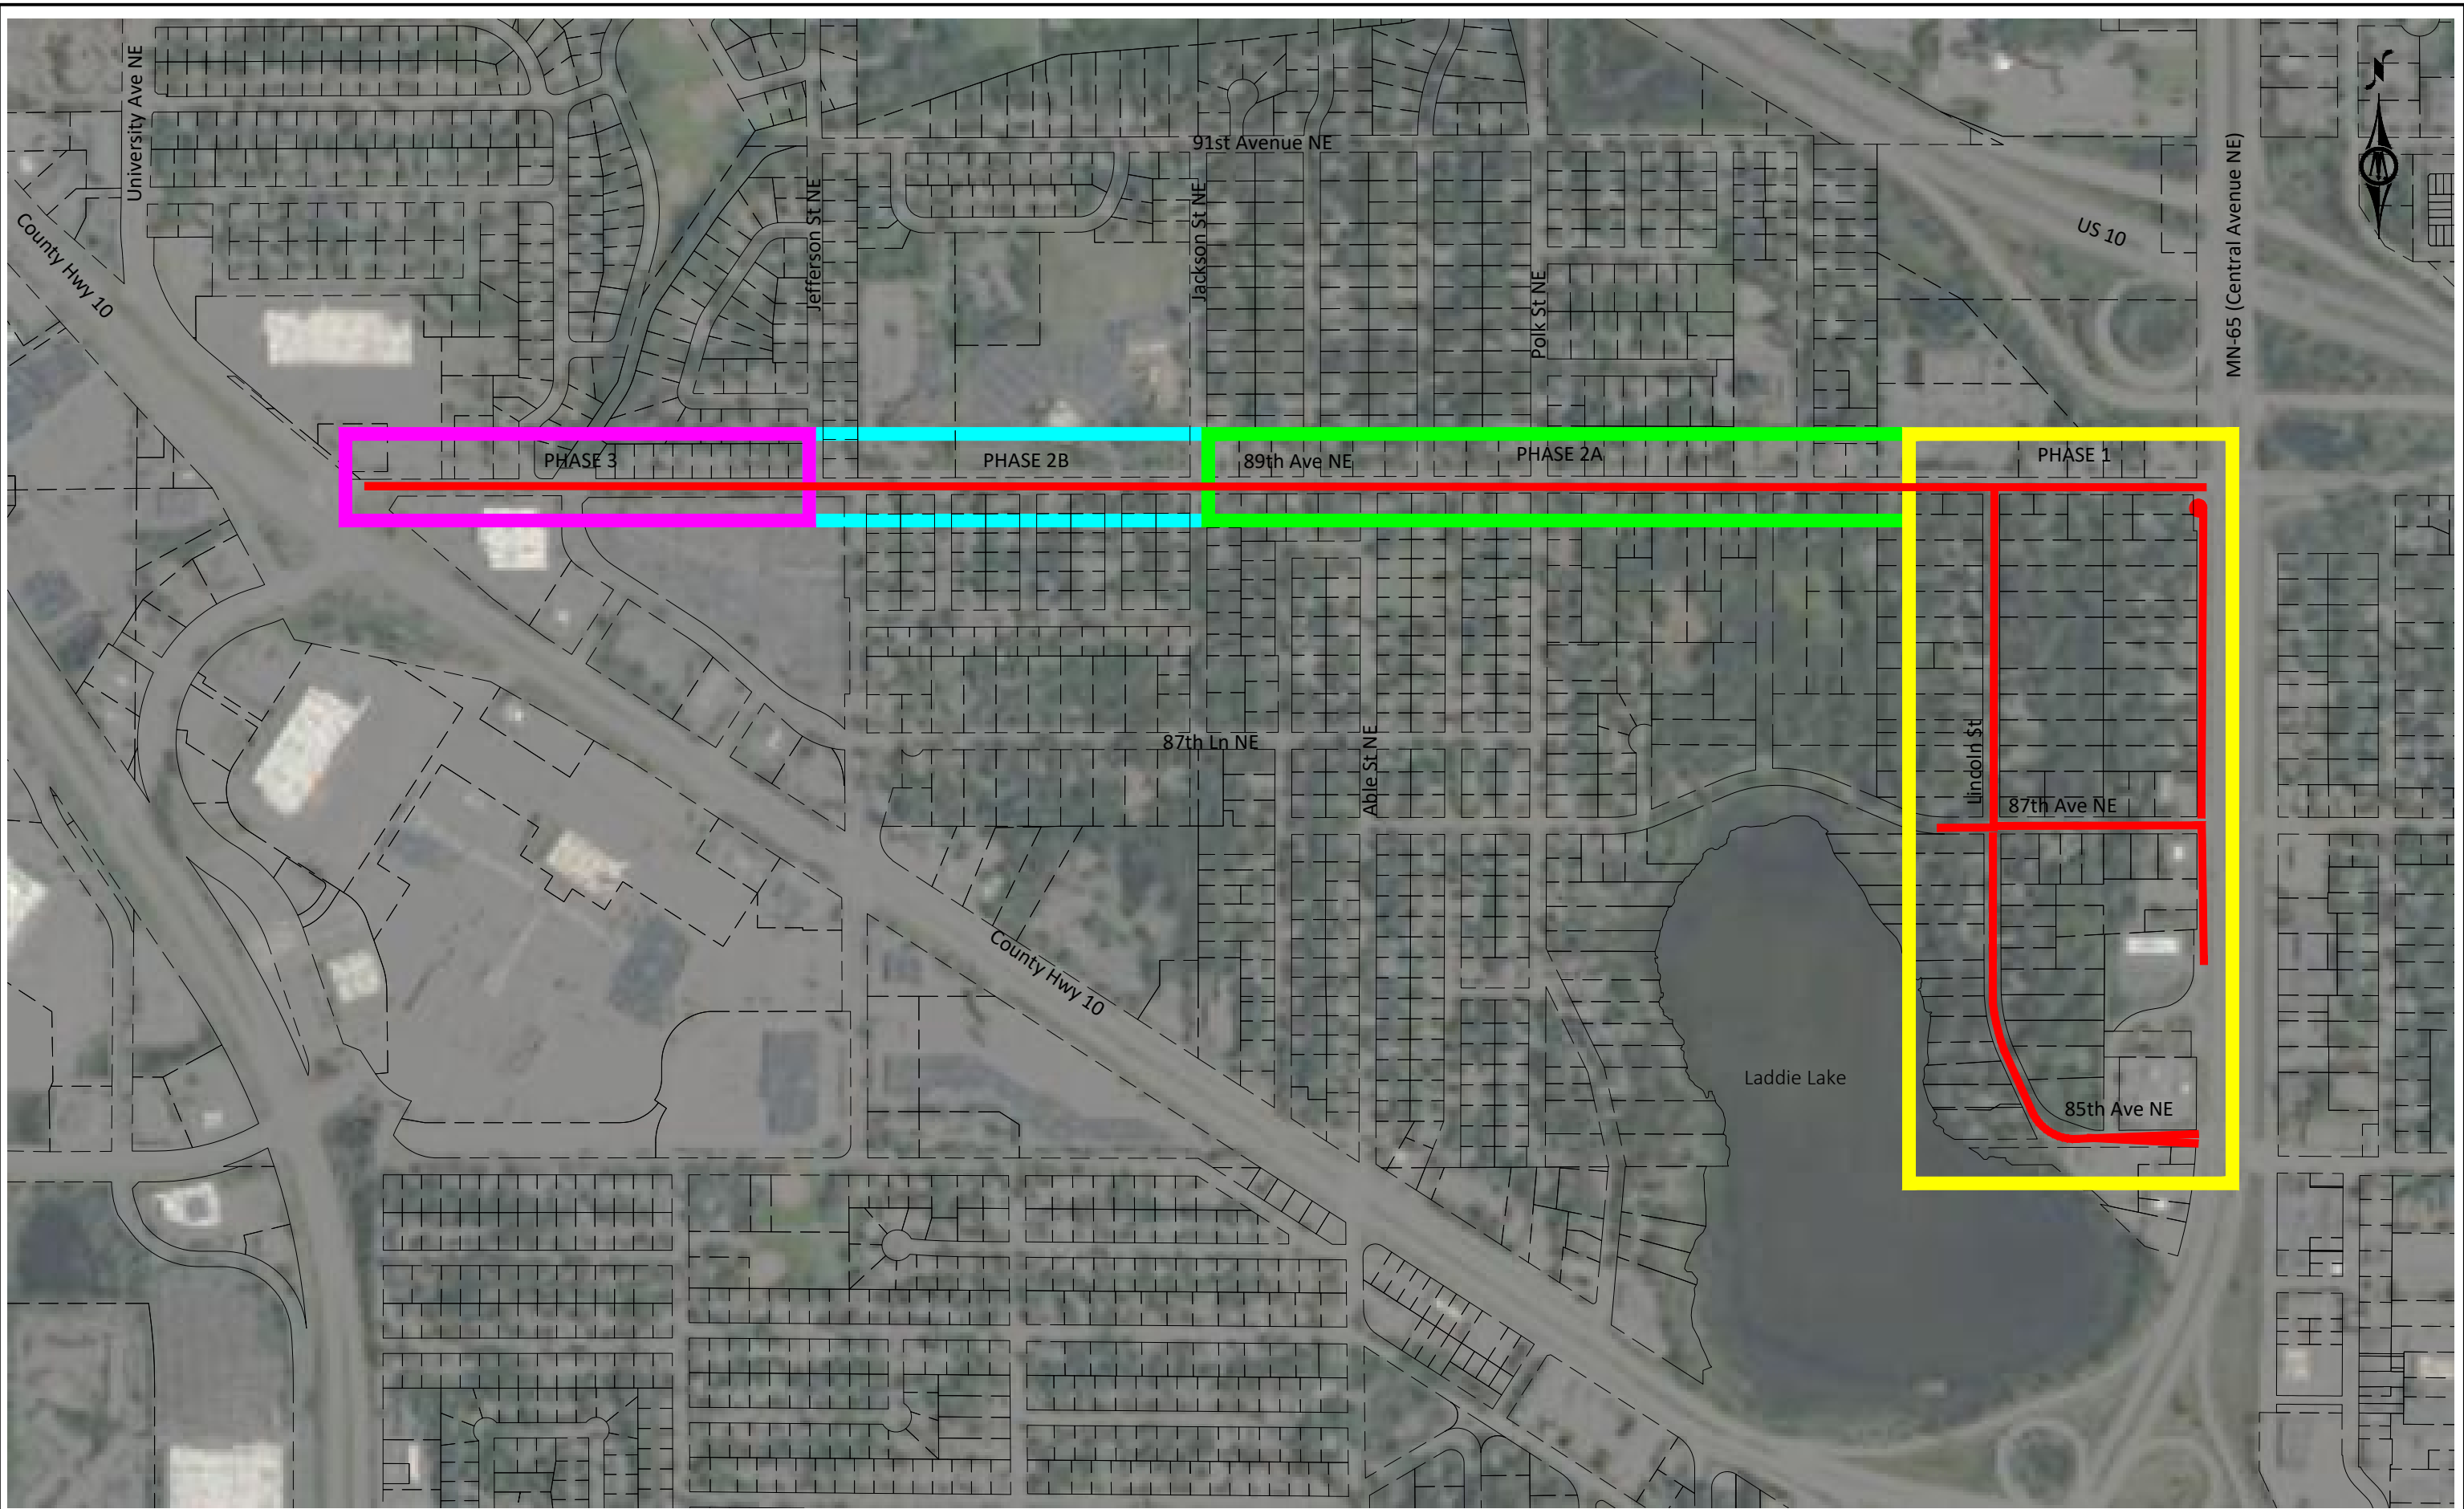 University Ave NE
91st Avenue NE
MN-65 (Central Avenue NE)
N
Jefferson St NE
Jackson St NE
US 10
County Hwy 10
Polk St NE
PHASE 3
PHASE 2B
89th Ave NE
PHASE 2A
PHASE 1
87th Ln NE
Able St NE
Lincoln St
87th Ave NE
County Hwy 10
Laddie Lake
85th Ave NE